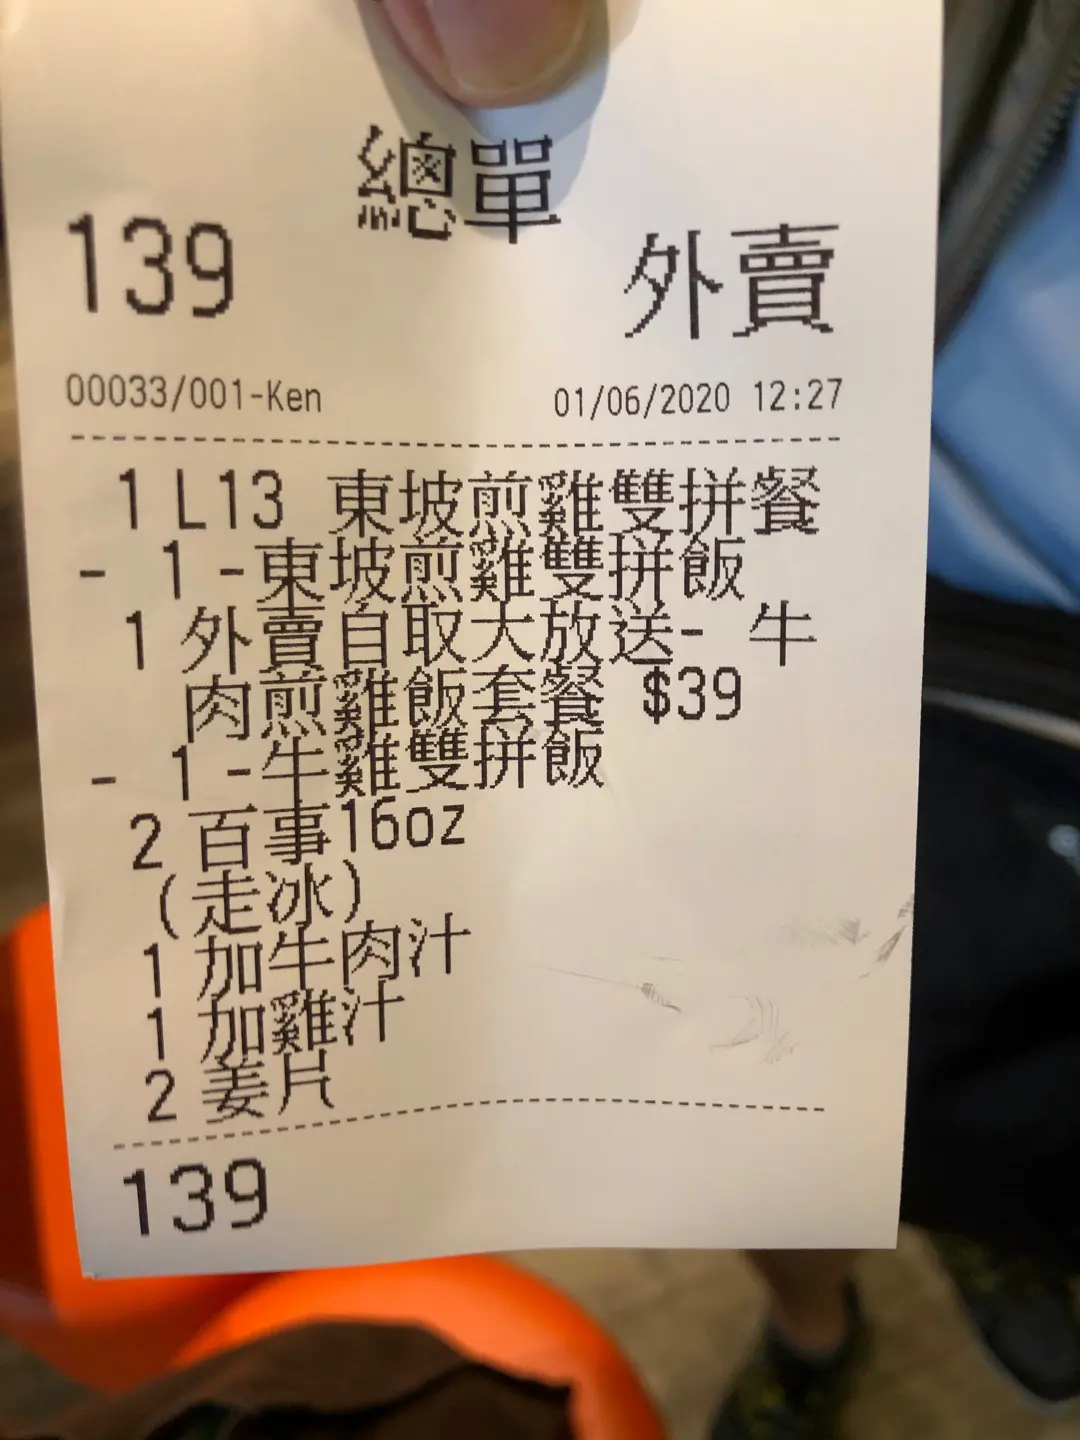 總單
139
外賣
00033/001-Ken 01/06/2020 12:27
1 L13 東坡煎雞雙拼餐
- 1 -東坡煎雞雙拼飯
1 外賣自取大放送- 牛
肉煎雞飯套餐 $39
- 1 -牛雞雙拼飯
2 百事16oz
(走冰)
1 加牛肉汁
1 加雞汁
2 姜片
139